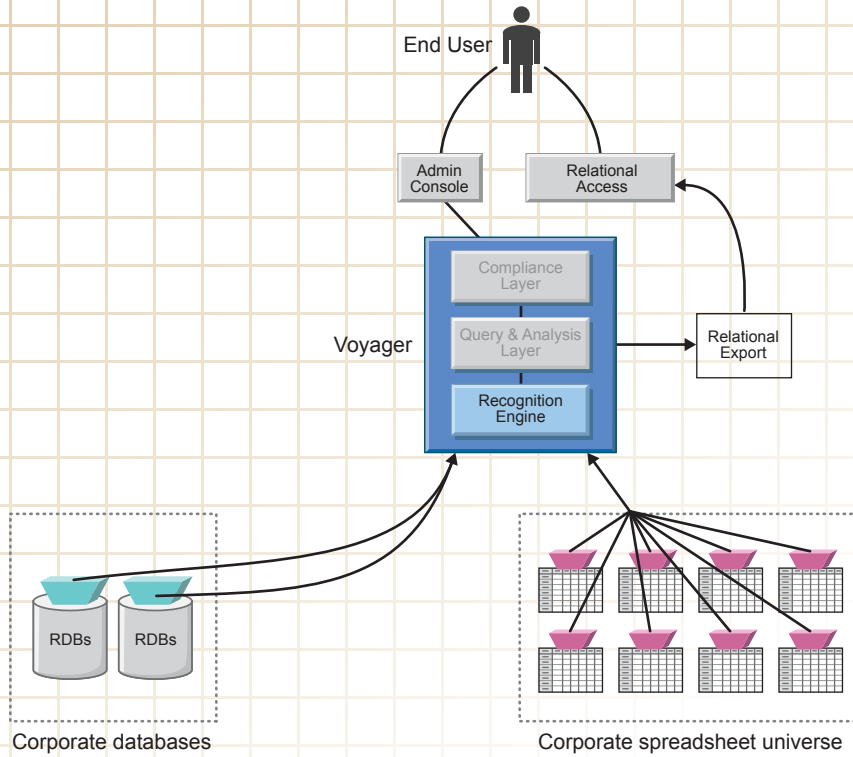 End User
Admin
Console
Relational
Access
Compliance
Layer
Voyager
Query & Analysis
Layer
Relational
Export
Recognition
Engine
RDBs
RDBs
Corporate databases
Corporate spreadsheet universe